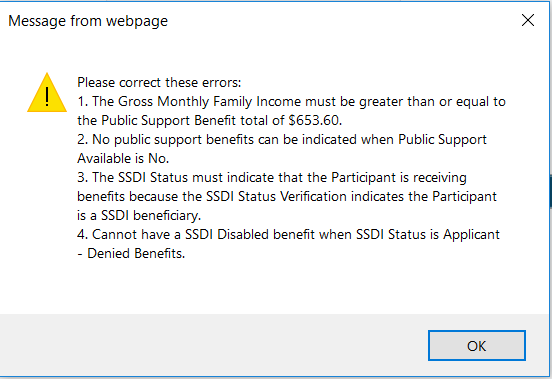 Message from webpage
Please correct these errors:
1. The Gross Monthly Family Income must be greater than or equal to
the Public Support Benefit total of $653.60.
2. No public support benefits can be indicated when Public Support
Available is No.
3. The SSDI Status must indicate that the Participant is receiving
benefits because the SSDI Status Verification indicates the Participant
is a SSDI beneficiary.
4. Cannot have a SSDI Disabled benefit when SSDI Status is Applicant
- Denied Benefits.
OK